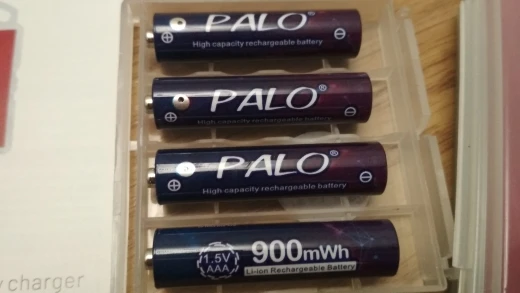 PALO®
High capacity rechargeable battery
PALO®
High capacity rechargeable battery
PALO®
High capacity rechargeable battery
1.5V
AAA
900mWh
Li-ion Rechargeable Battery
charger